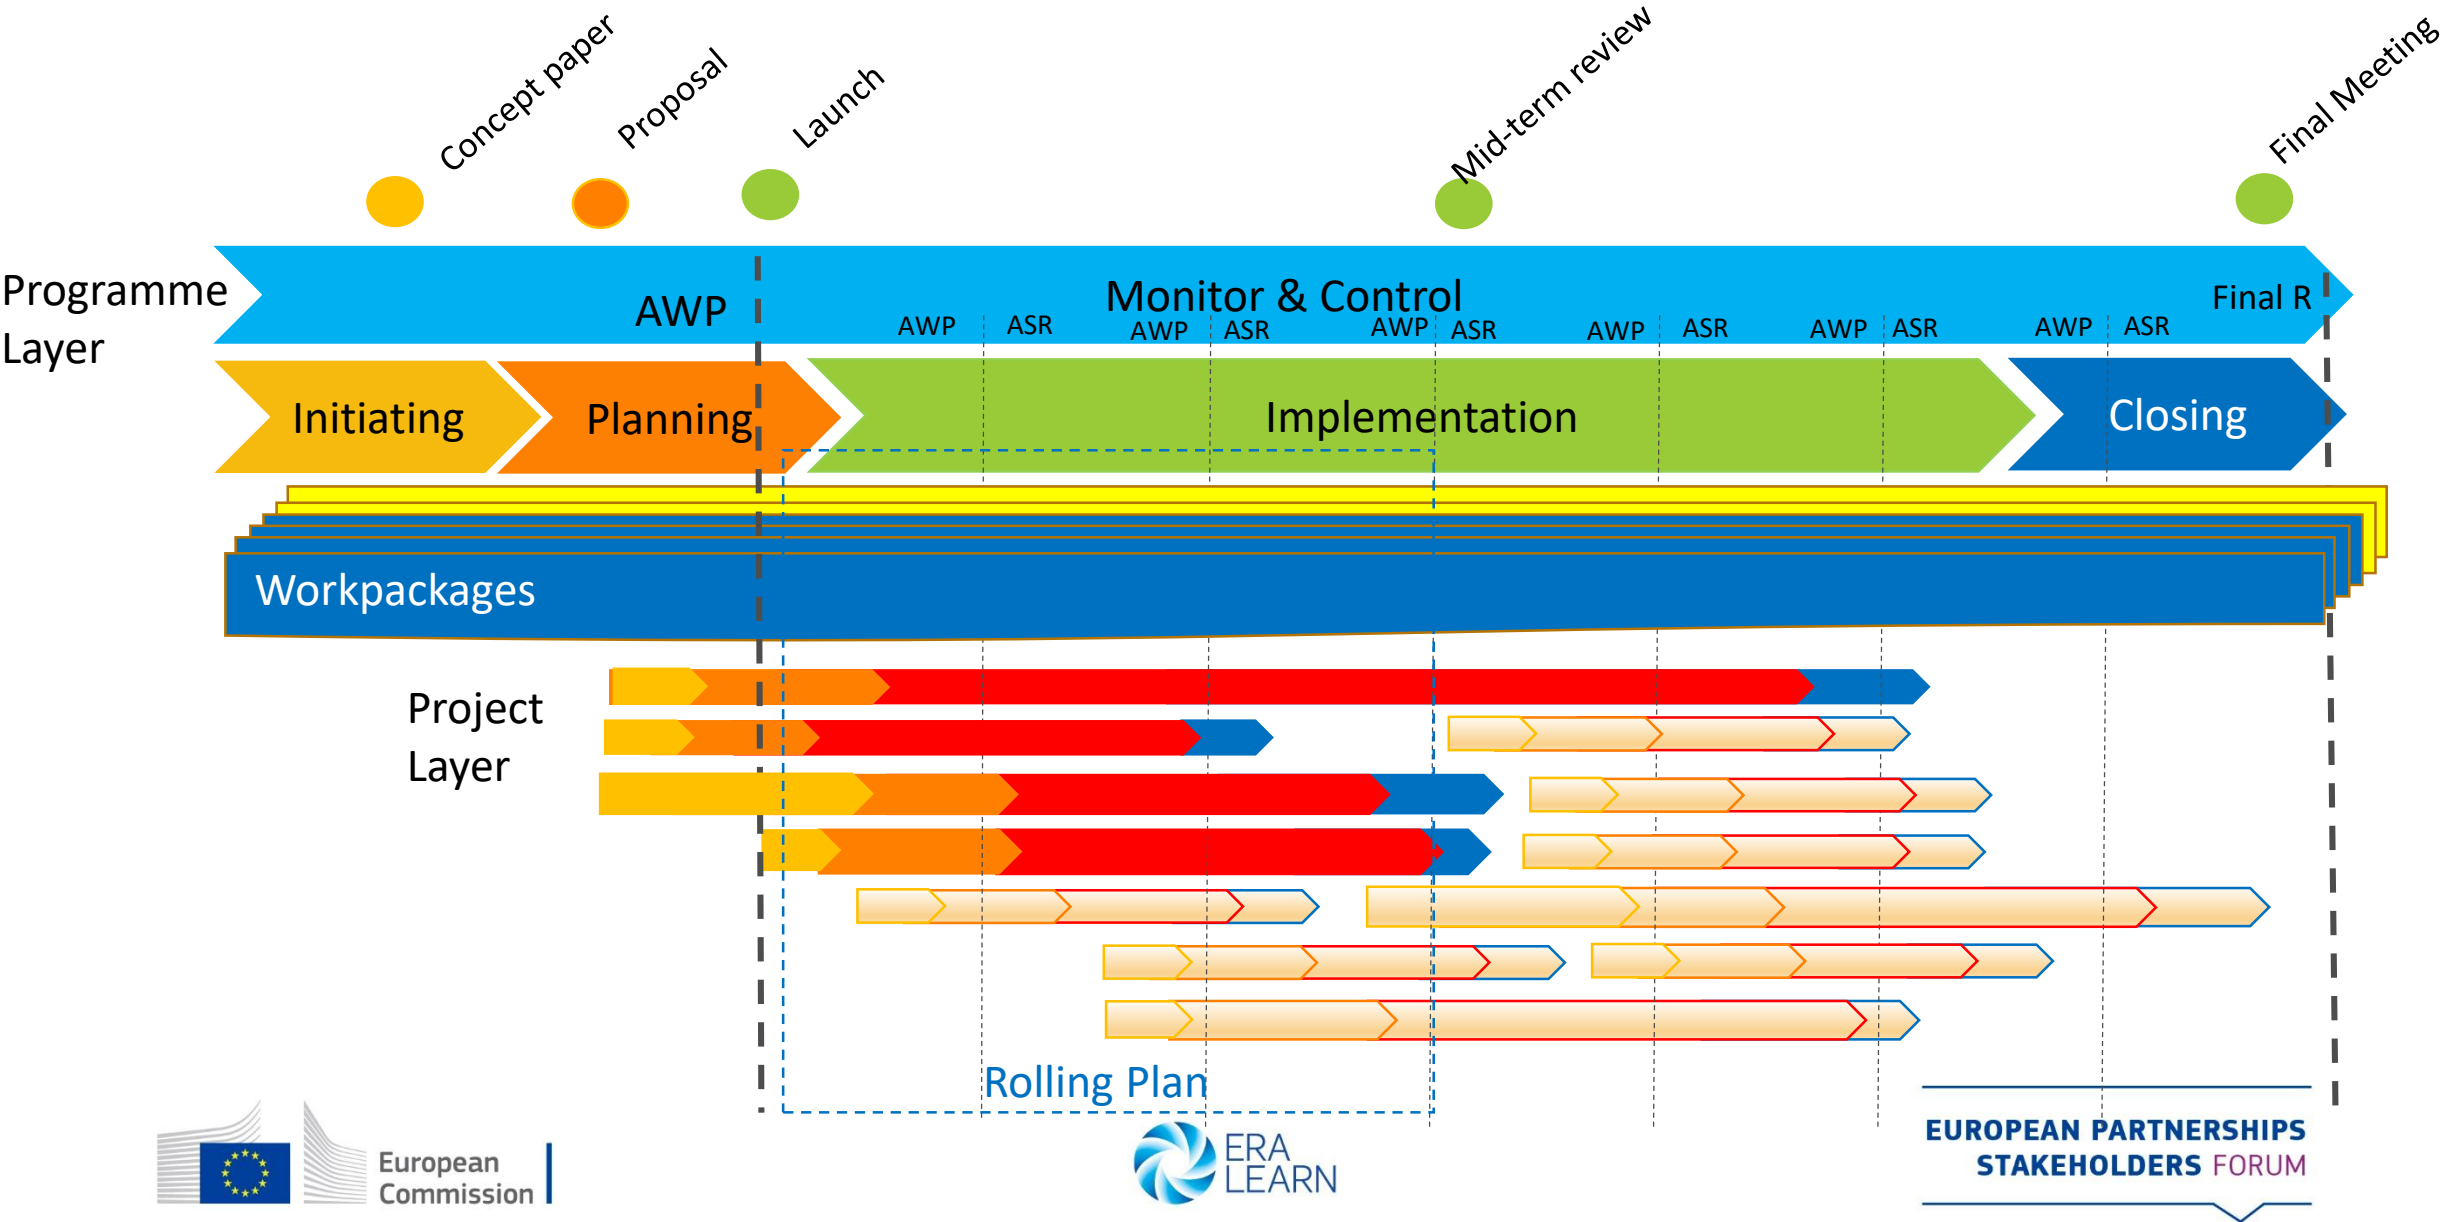 Concept paper
Proposal
Launch
Mid-term review
Final Meeting
Programme
Layer
AWP
Monitor & Control
Final R
AWP ASR AWP ASR AWP ASR AWP ASR AWP ASR AWP ASR
Initiating
Planning
Implementation
Closing
Workpackages
Project
Layer
Rolling Plan
European
Commission
ERA
LEARN
EUROPEAN PARTNERSHIPS
STAKEHOLDERS FORUM